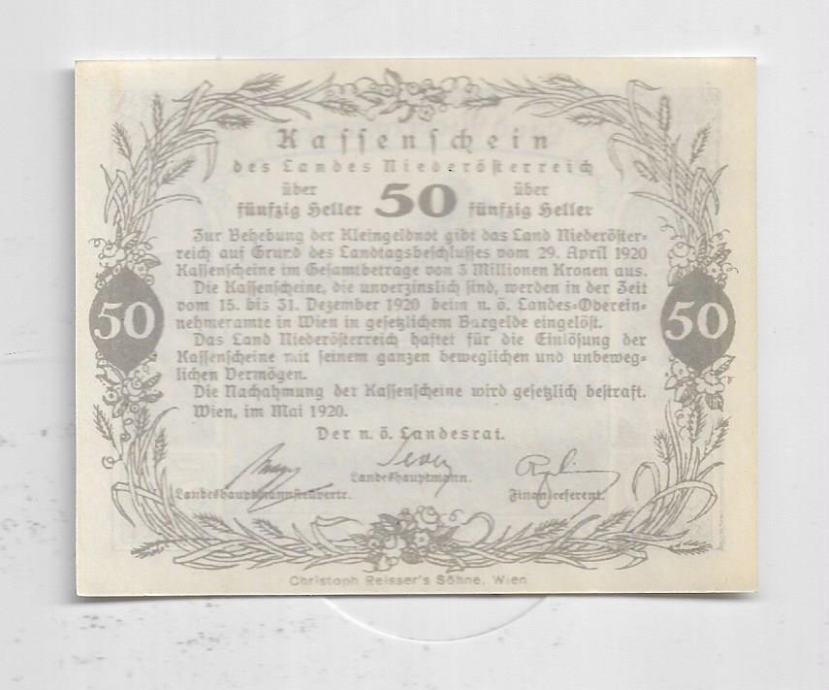 Kassenschein
des Landes Niederösterreich
über 50 über
fünfzig Heller fünfzig Heller
Zur Behebung der Kleingeldnot gibt das Land Niederöster-
reich auf Grund des Landtagsbeschlusses vom 29. April 1920
Kassenscheine im Gesamtbetrage von 3 Millionen Kronen aus.
Die Kassenscheine, die unverzinslich sind, werden in der Zeit
vom 15. bis 31. Dezember 1920 beim n. ö. Landes-Oberein-
nehmeramte in Wien in gesetzlichem Bargelde eingelöst.
50 50
Das Land Niederösterreich haftet für die Einlösung der
Kassenscheine mit seinem ganzen beweglichen und unbeweg-
lichen Vermögen.
Die Nachahmung der Kassenscheine wird gesetzlich bestraft.
Wien, im Mai 1920.
Der n. ö. Landesrat.
Landeshauptmann.
Landeshauptmannstellvertr. Finanzreferent.
Christoph Reisser's Söhne, Wien